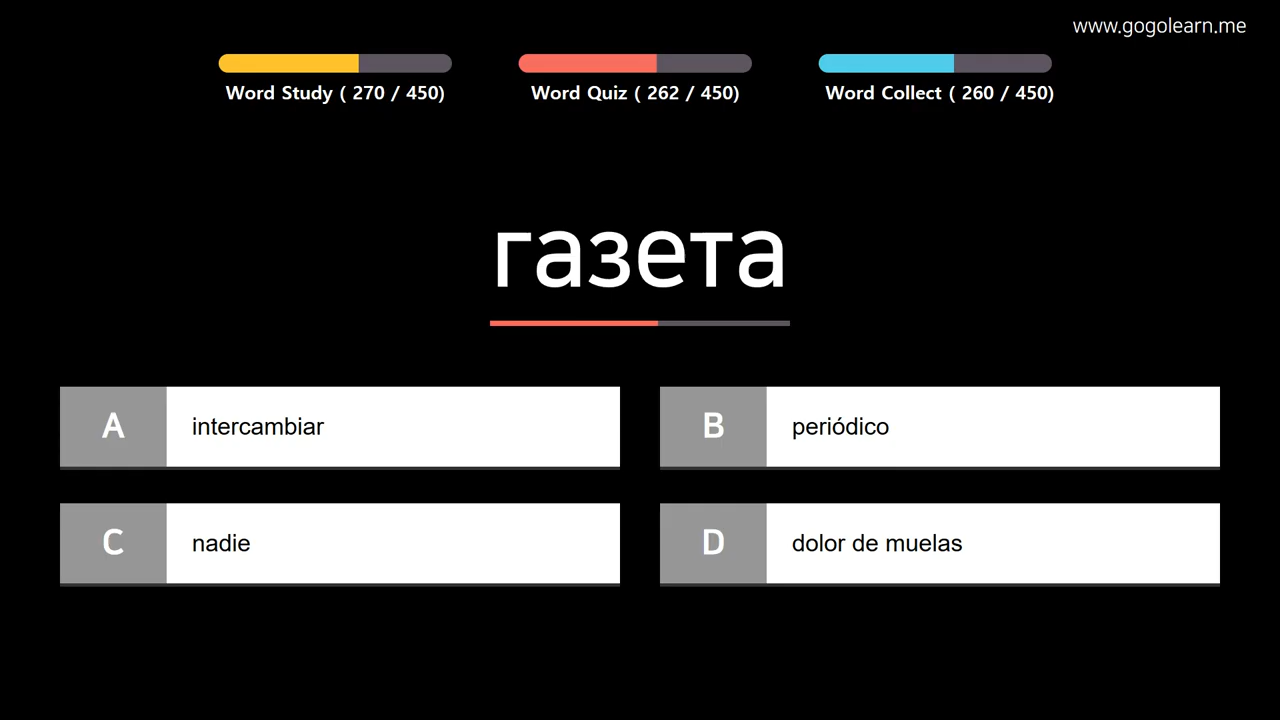 www.gogolearn.me
Word Study ( 270 / 450)
Word Quiz ( 262 / 450)
Word Collect ( 260 / 450)
газета
A intercambiar
B periódico
C nadie
D dolor de muelas